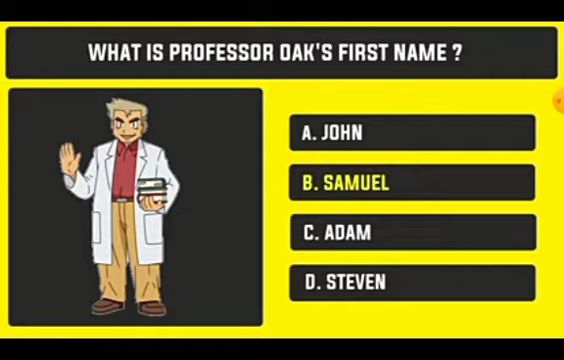 WHAT IS PROFESSOR OAK'S FIRST NAME ?
A. JOHN
B. SAMUEL
C. ADAM
D. STEVEN